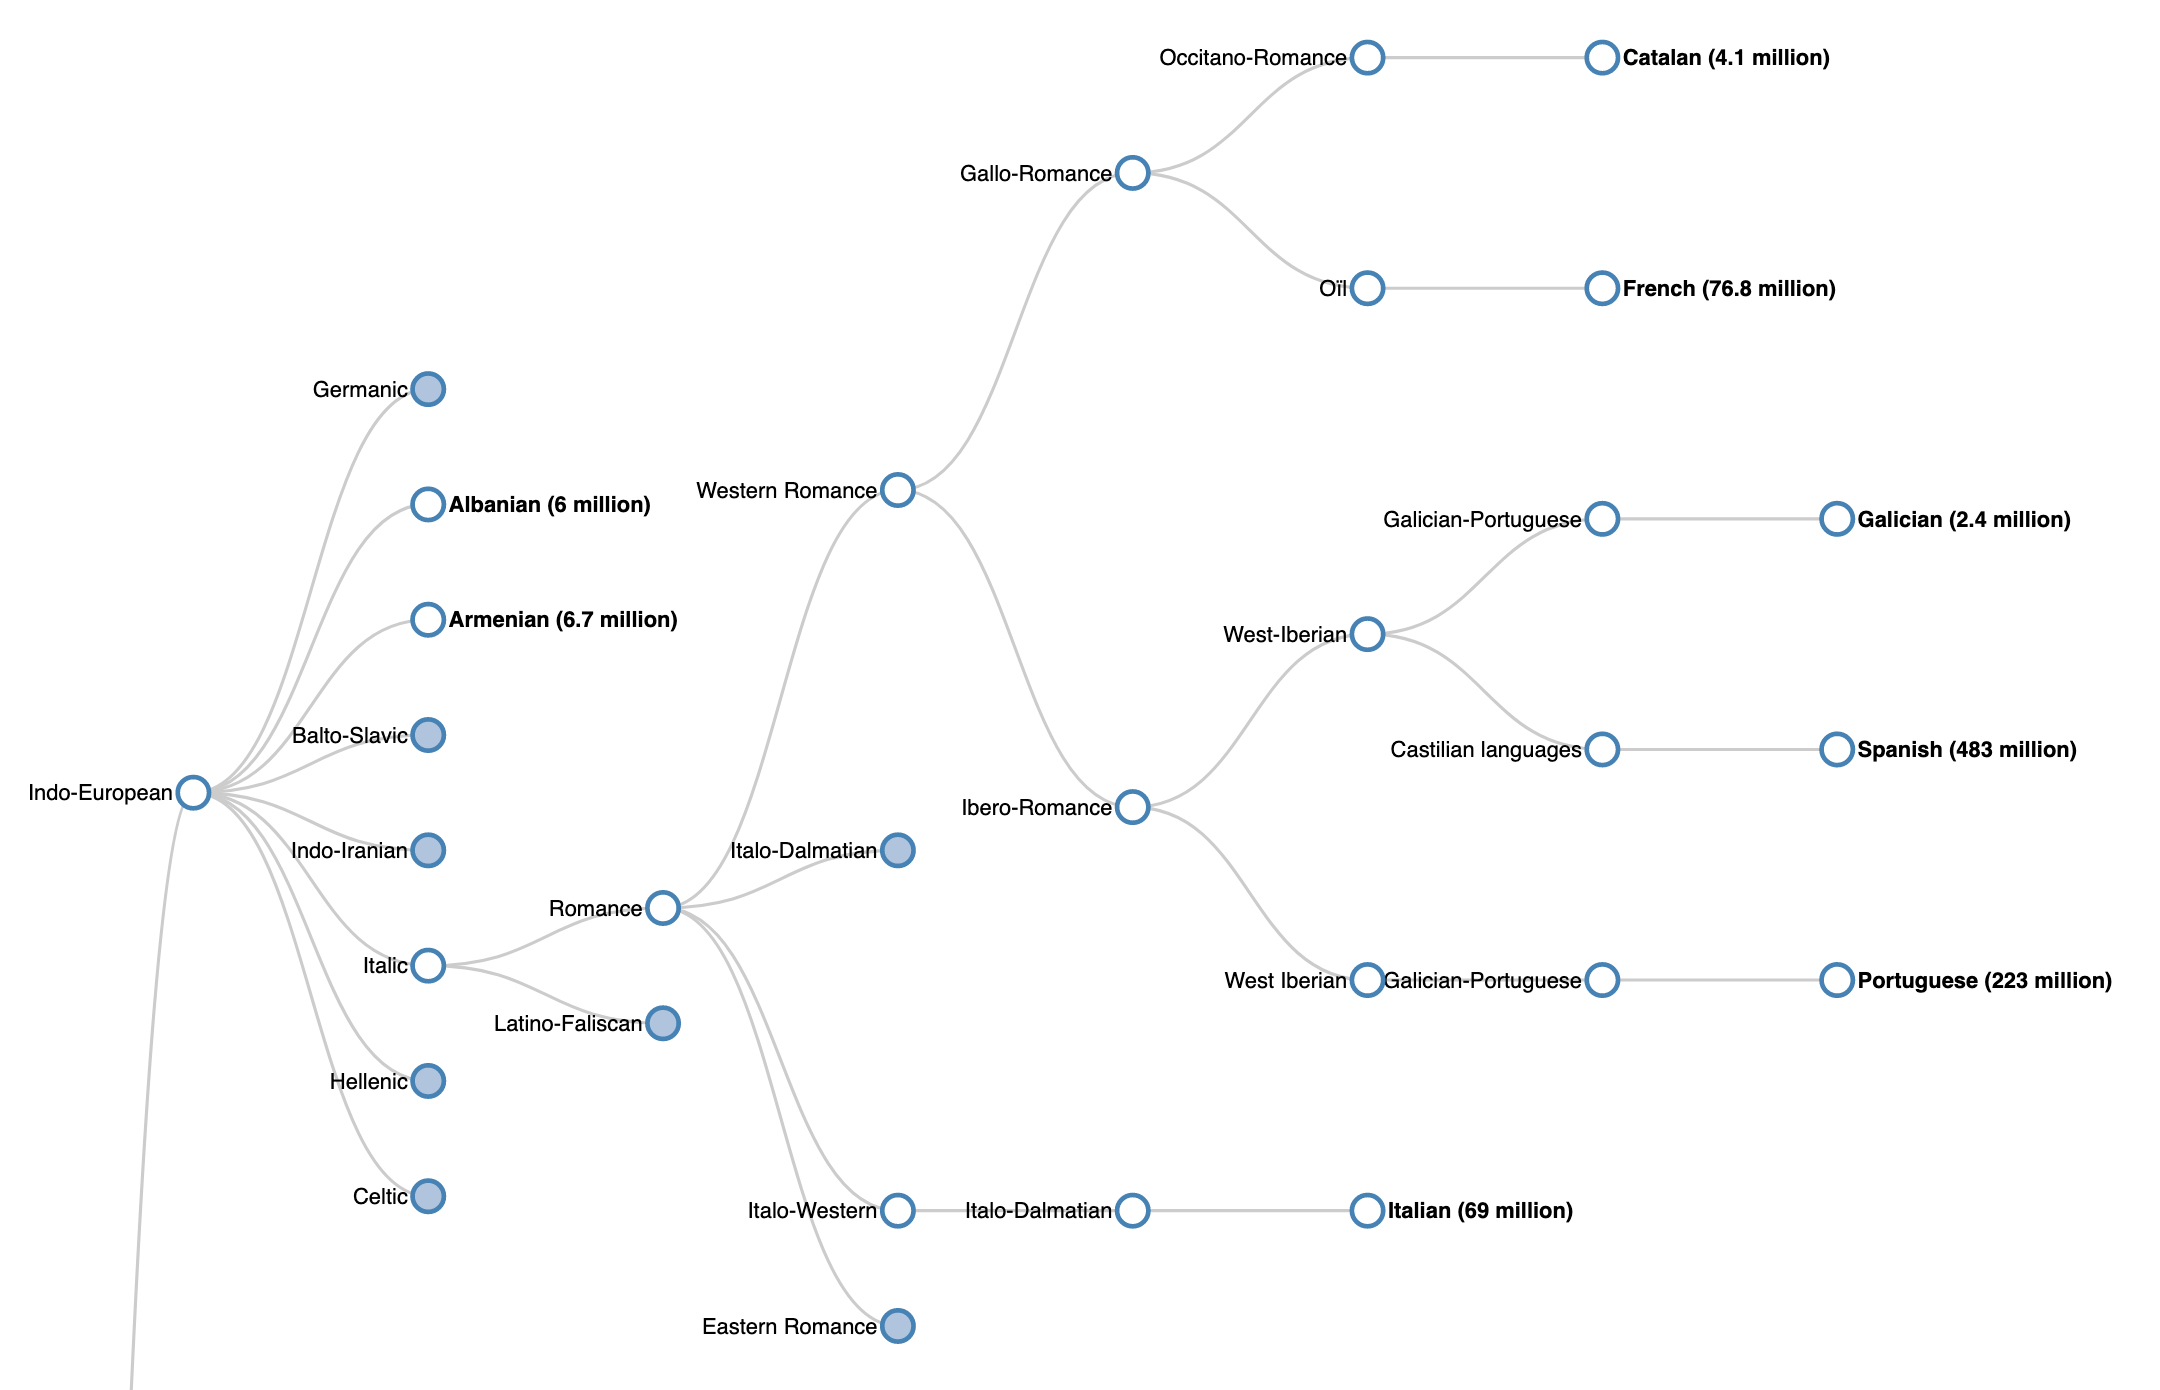 Occitano-Romance
Catalan (4.1 million)
Gallo-Romance
Oïl
French (76.8 million)
Germanic
Western Romance
Albanian (6 million)
Galician-Portuguese
Galician (2.4 million)
Armenian (6.7 million)
West-Iberian
Balto-Slavic
Castilian languages
Spanish (483 million)
Indo-European
Ibero-Romance
Indo-Iranian
Italo-Dalmatian
Romance
Italic
West Iberian
Galician-Portuguese
Portuguese (223 million)
Latino-Faliscan
Hellenic
Celtic
Italo-Western
Italo-Dalmatian
Italian (69 million)
Eastern Romance